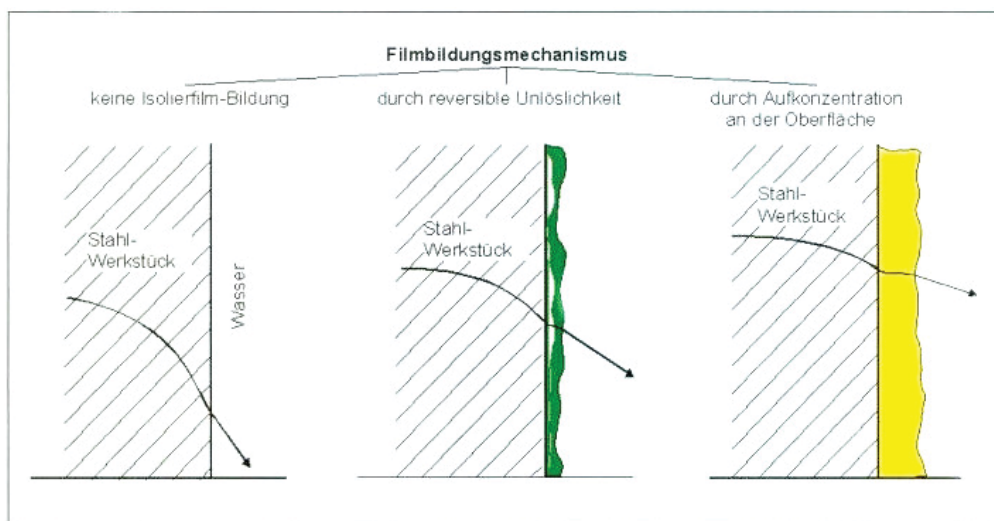 Filmbildungsmechanismus
keine Isolierfilm-Bildung
durch reversible Unlöslichkeit
durch Aufkonzentration
an der Oberfläche
Stahl-
Werkstück
Wasser
Stahl-
Werkstück
Stahl-
Werkstück